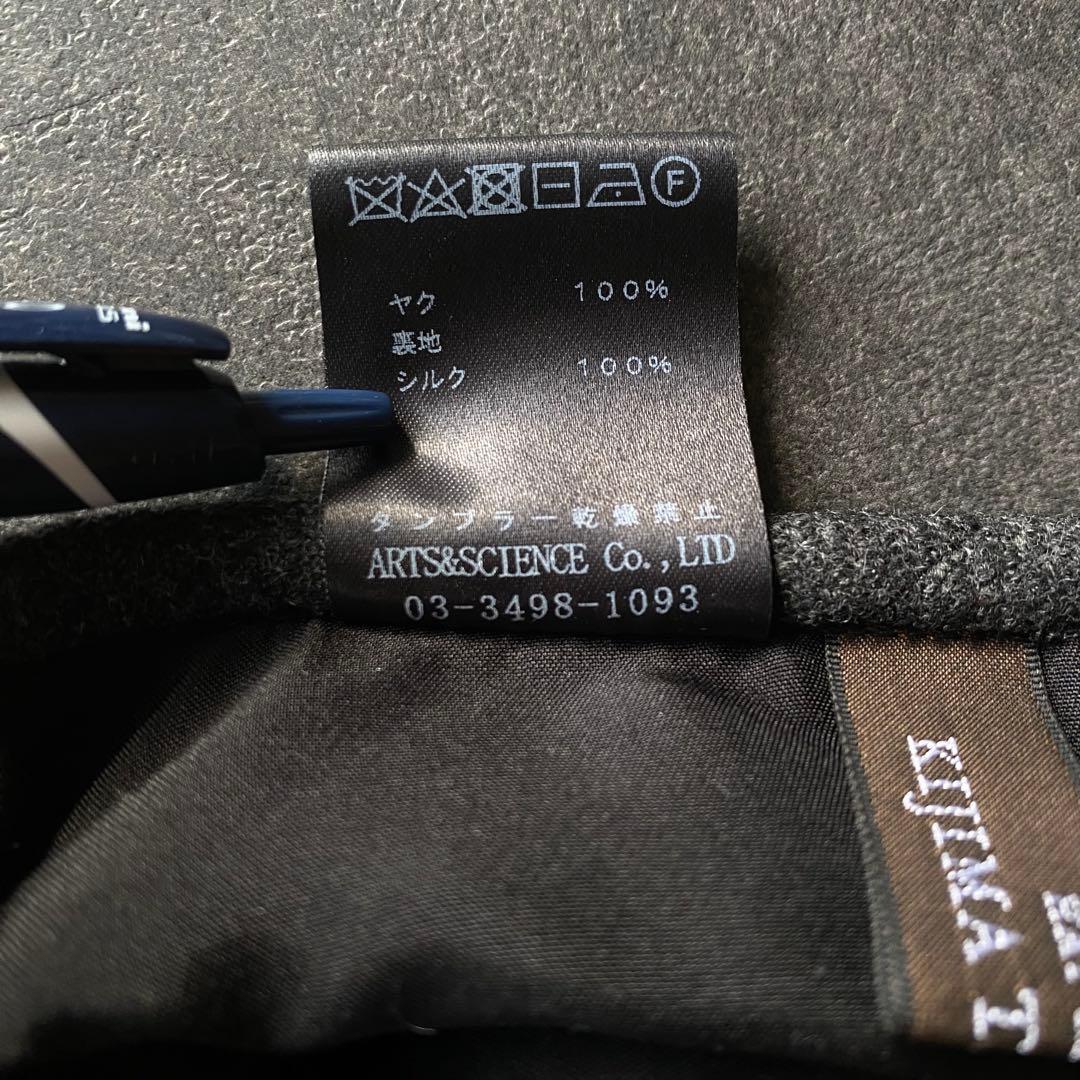 F
ヤク 100%
裏地
シルク 100%
タンブラー乾燥禁止
ARTS&SCIENCE Co.,LTD
03-3498-1093
KIJIMA T